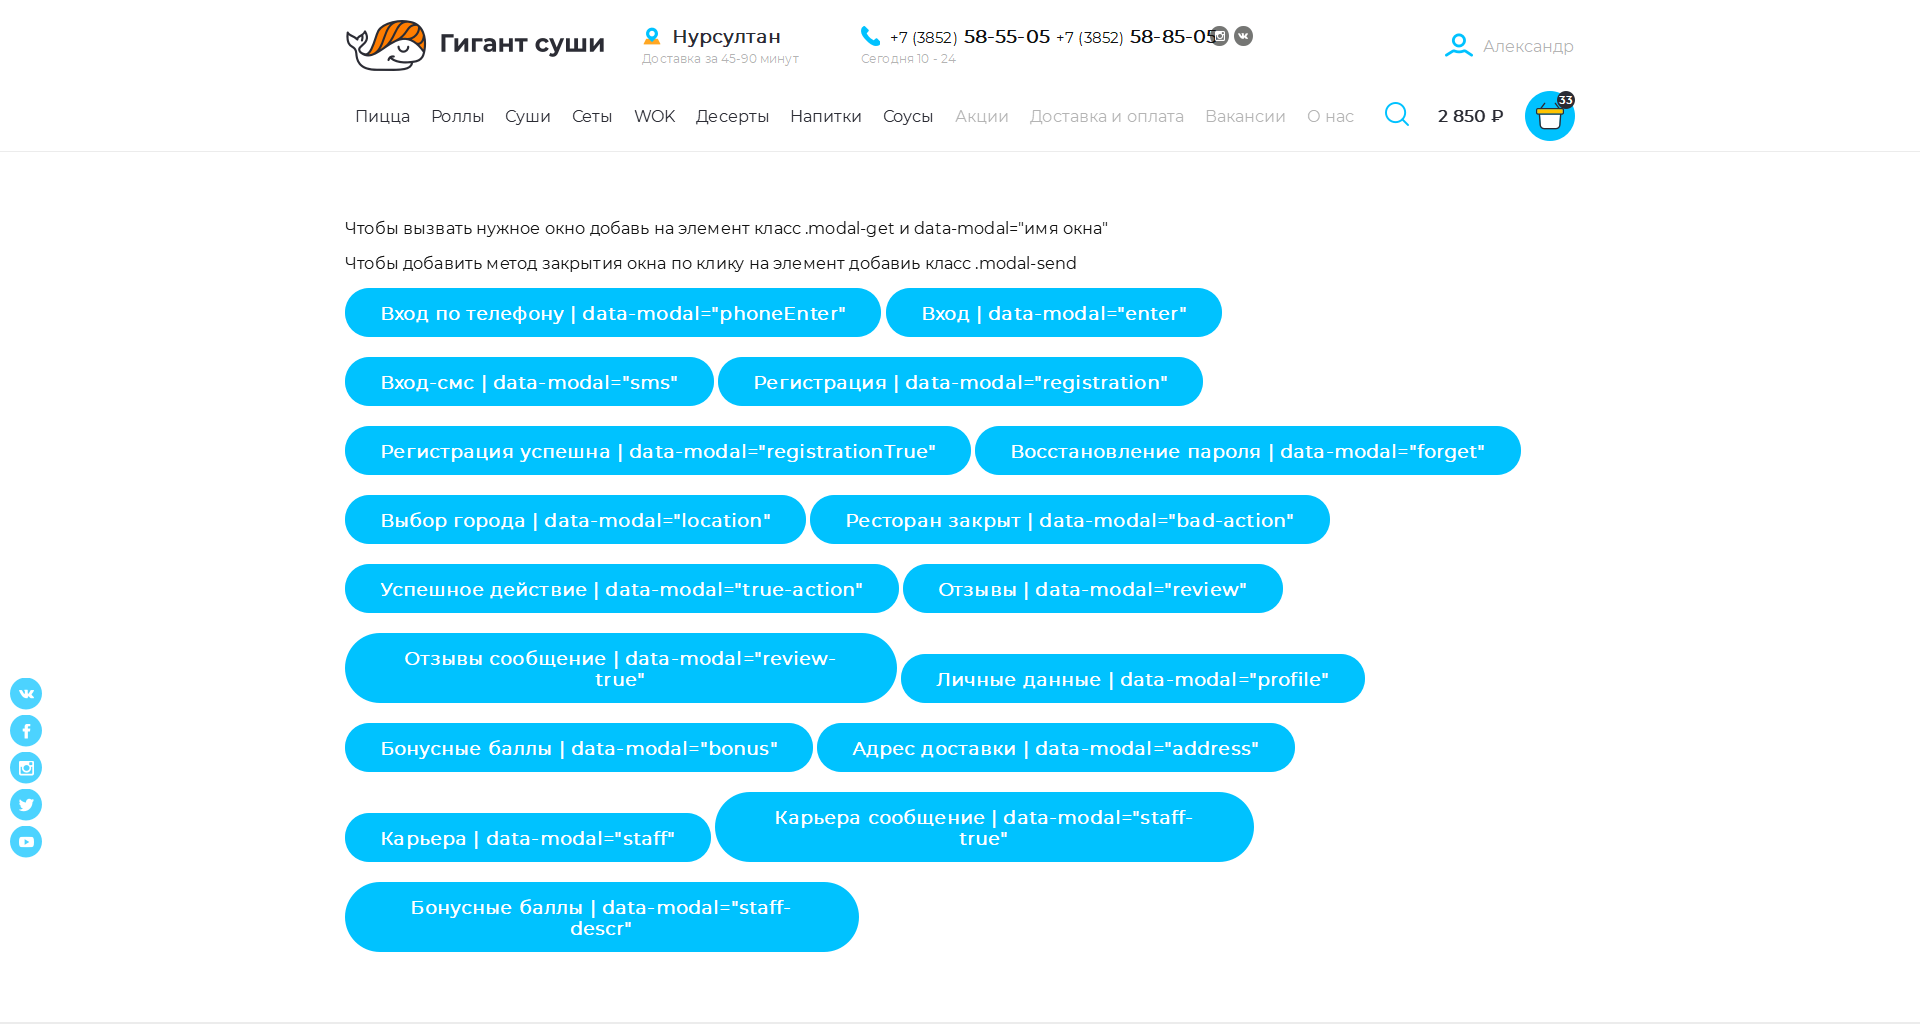 Гигант суши
Нурсултан
Доставка за 45-90 минут
+7 (3852) 58-55-05 +7 (3852) 58-85-05
Сегодня 10 - 24
Александр
Пицца Роллы Суши Сеты WOK Десерты Напитки Соусы Акции Доставка и оплата Вакансии О нас 2 850 ₽ 33
Чтобы вызвать нужное окно добавь на элемент класс .modal-get и data-modal="имя окна"
Чтобы добавить метод закрытия окна по клику на элемент добавиь класс .modal-send
Вход по телефону | data-modal="phoneEnter" Вход | data-modal="enter"
Вход-смс | data-modal="sms" Регистрация | data-modal="registration"
Регистрация успешна | data-modal="registrationTrue" Восстановление пароля | data-modal="forget"
Выбор города | data-modal="location" Ресторан закрыт | data-modal="bad-action"
Успешное действие | data-modal="true-action" Отзывы | data-modal="review"
Отзывы сообщение | data-modal="review-
true"
Личные данные | data-modal="profile"
Бонусные баллы | data-modal="bonus" Адрес доставки | data-modal="address"
Карьера | data-modal="staff"
Карьера сообщение | data-modal="staff-
true"
Бонусные баллы | data-modal="staff-
descr"